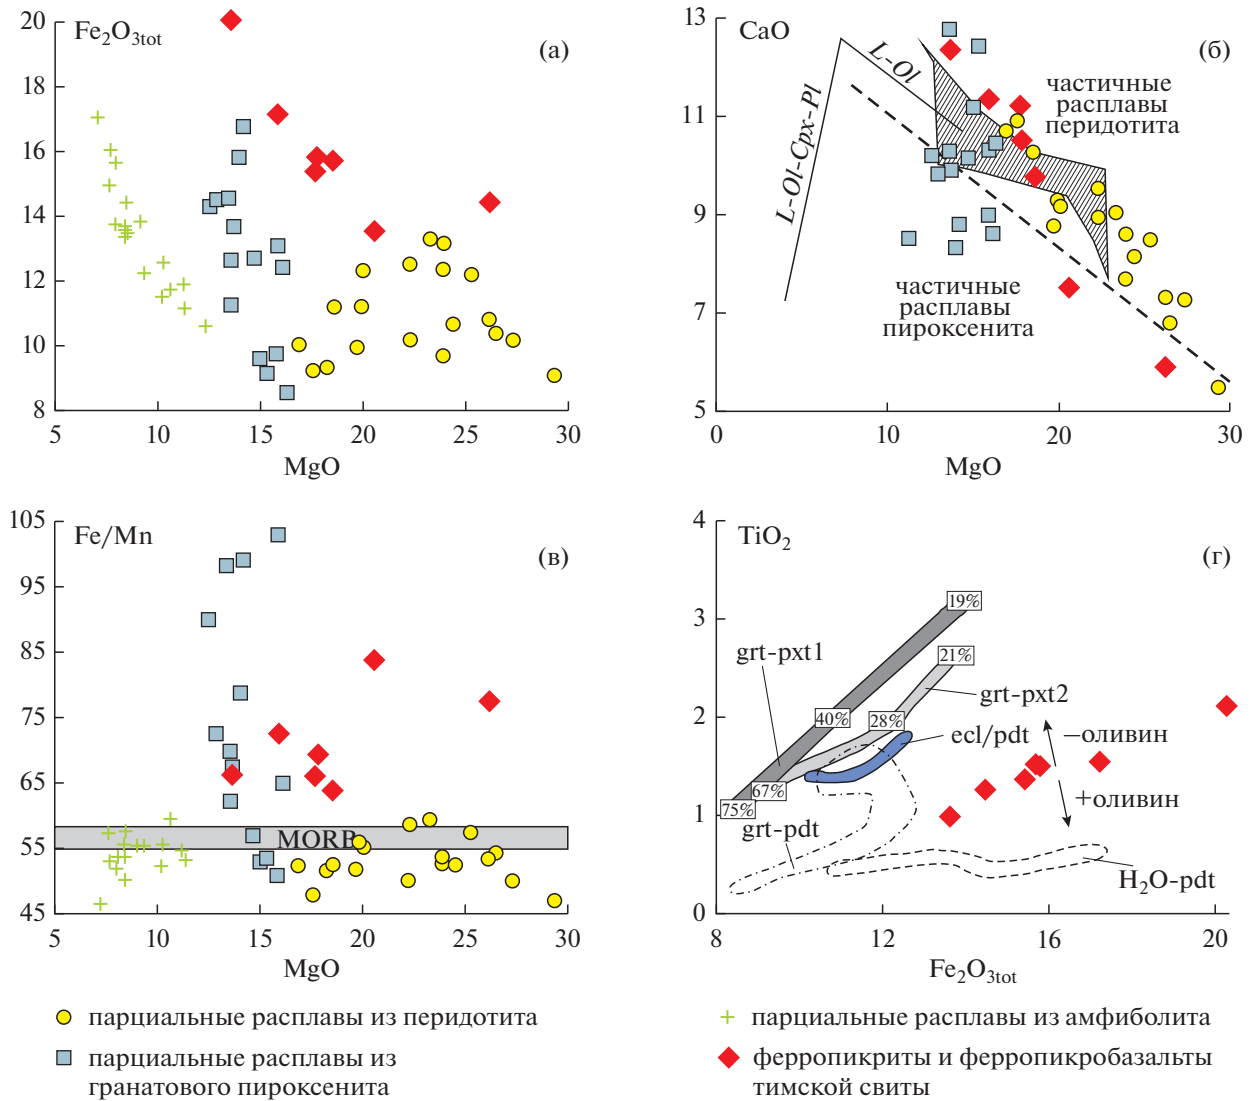 Fe2O3tot
(а)
20
18
16
14
12
10
8
5
10
15
20
25
30
MgO
CaO
(б)
13
11
9
7
5
L-Ol-Cpx-Pl
L-Ol
частичные
расплавы
перидотита
частичные
расплавы
пироксенита
0
10
20
30
MgO
Fe/Mn
(в)
105
95
85
75
65
55
45
MORB
5
10
15
20
25
30
MgO
TiO2
(г)
4
3
2
1
0
19%
21%
40%
28%
67%
75%
grt-pxt1
grt-pxt2
ecl/pdt
grt-pdt
H2O-pdt
−оливин
+оливин
8
12
16
20
Fe2O3tot
парциальные расплавы из перидотита
парциальные расплавы из
гранатового пироксенита
парциальные расплавы из амфиболита
ферропикриты и ферропикробазальты
тимской свиты